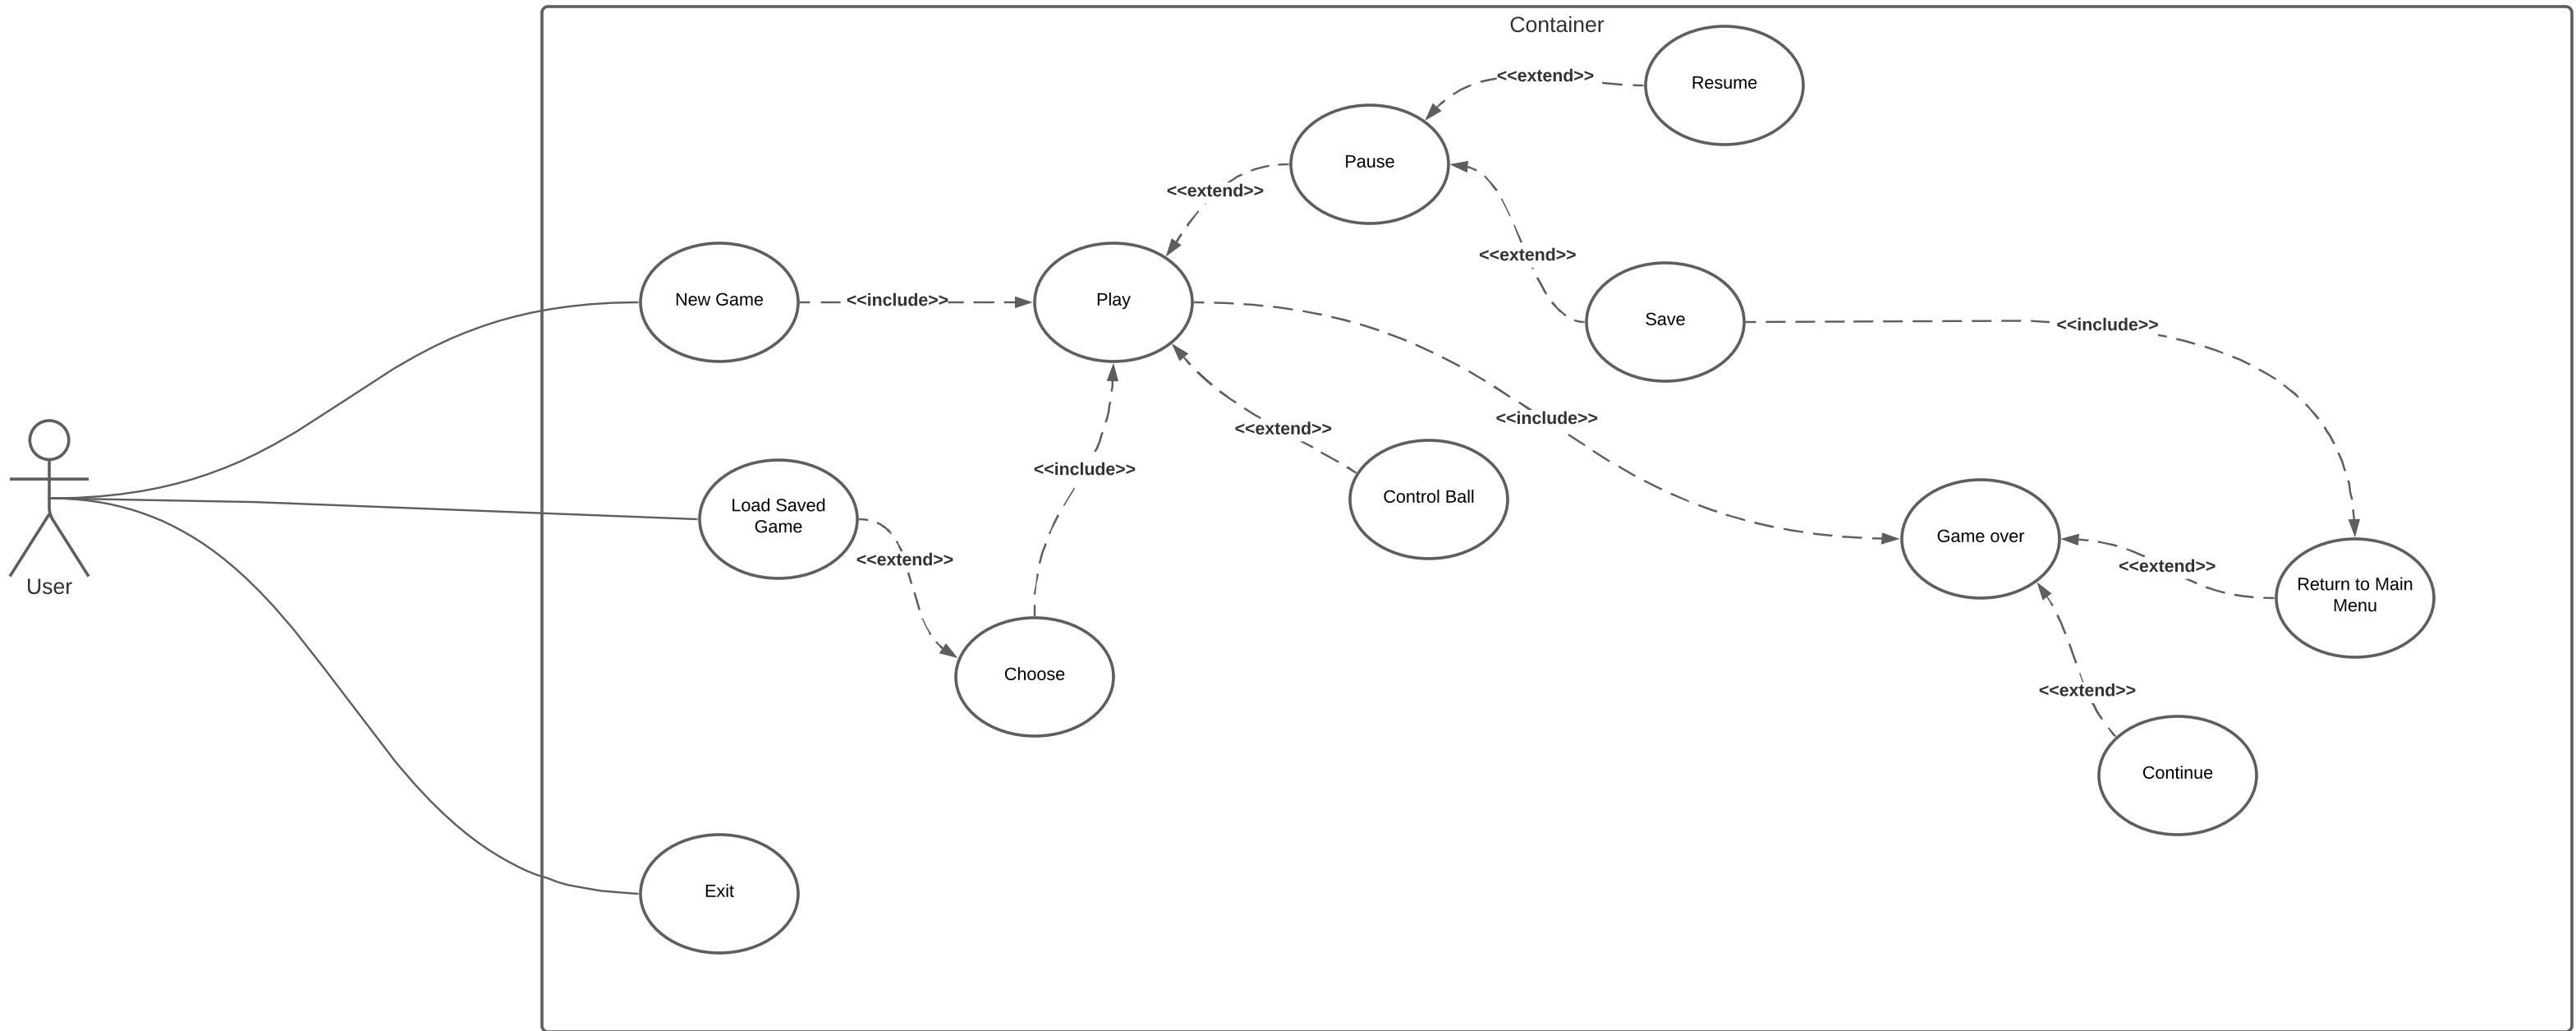 Container
<<extend>>
Resume
Pause
<<extend>>
<<extend>>
New Game
<<include>>
Play
Save
<<include>>
<<include>>
<<extend>>
<<include>>
Control Ball
Load Saved
Game
<<extend>>
Game over
<<extend>>
Return to Main
Menu
User
Choose
<<extend>>
Continue
Exit